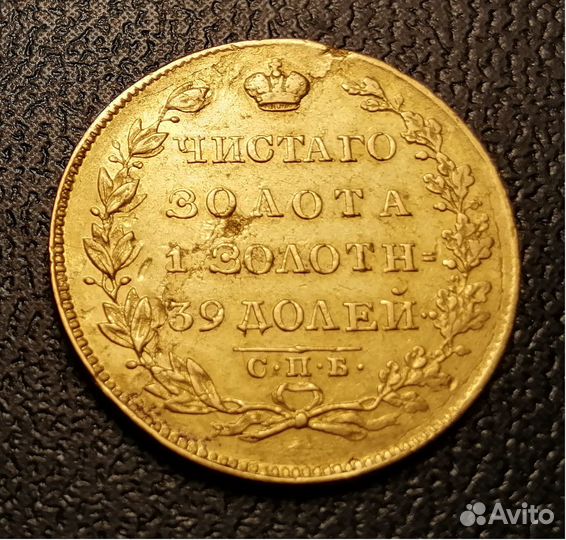 ЧИСТАГО
ЗОЛОТА
1 ЗОЛОТН=
39 ДОЛЕЙ.
С.П.Б.
Avito